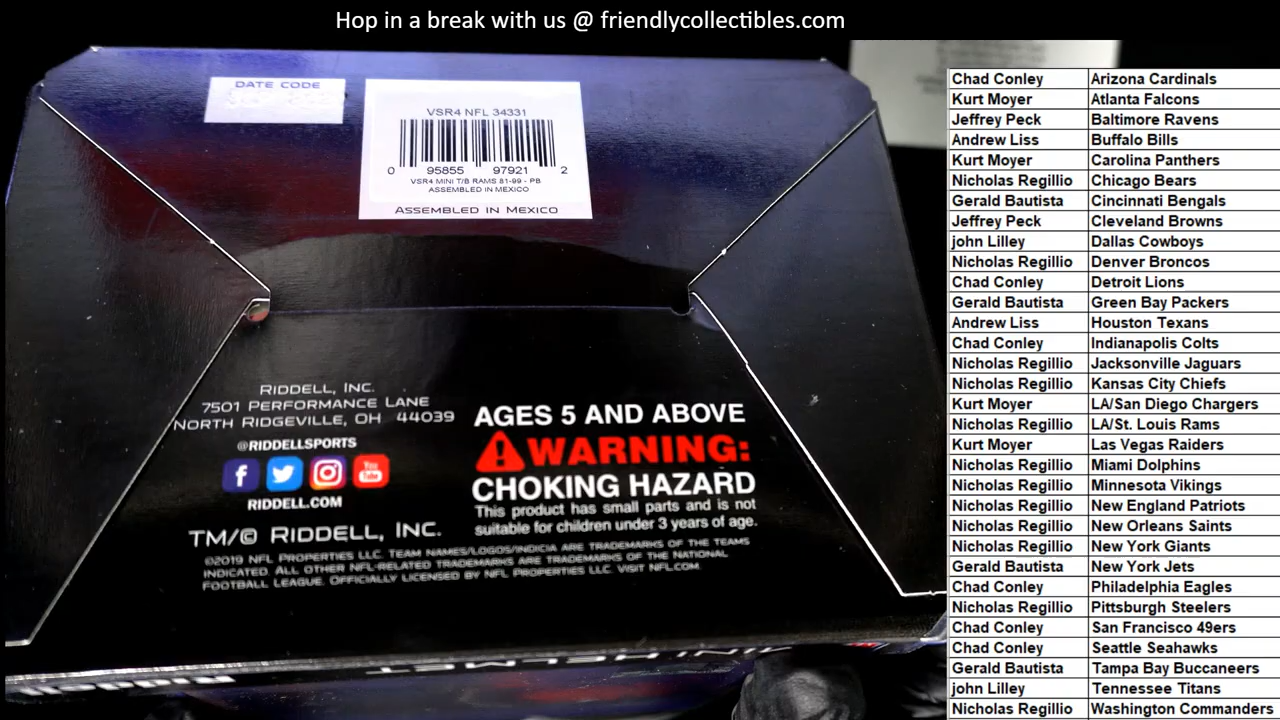 Hop in a break with us @ friendlycollectibles.com
DATE CODE
VSR4 NFL 34331
0 95855 97921 2
VSR4 MINI T/B RAMS 81-99 - PB
ASSEMBLED IN MEXICO
ASSEMBLED IN MEXICO
RIDDELL, INC.
7501 PERFORMANCE LANE
NORTH RIDGEVILLE, OH 44039
@RIDDELLSPORTS
f You Tube
RIDDELL.COM
TM/© RIDDELL, INC.
©2019 NFL PROPERTIES LLC. TEAM NAMES/LOGOS/INDICIA ARE TRADEMARKS OF THE TEAMS
INDICATED. ALL OTHER NFL-RELATED TRADEMARKS ARE TRADEMARKS OF THE NATIONAL
FOOTBALL LEAGUE. OFFICIALLY LICENSED BY NFL PROPERTIES LLC. VISIT NFL.COM.
AGES 5 AND ABOVE
WARNING:
CHOKING HAZARD
This product has small parts and is not
suitable for children under 3 years of age.
Riddell MINI HELMET
Chad Conley Arizona Cardinals
Kurt Moyer Atlanta Falcons
Jeffrey Peck Baltimore Ravens
Andrew Liss Buffalo Bills
Kurt Moyer Carolina Panthers
Nicholas Regillio Chicago Bears
Gerald Bautista Cincinnati Bengals
Jeffrey Peck Cleveland Browns
john Lilley Dallas Cowboys
Nicholas Regillio Denver Broncos
Chad Conley Detroit Lions
Gerald Bautista Green Bay Packers
Andrew Liss Houston Texans
Chad Conley Indianapolis Colts
Nicholas Regillio Jacksonville Jaguars
Nicholas Regillio Kansas City Chiefs
Kurt Moyer LA/San Diego Chargers
Nicholas Regillio LA/St. Louis Rams
Kurt Moyer Las Vegas Raiders
Nicholas Regillio Miami Dolphins
Nicholas Regillio Minnesota Vikings
Nicholas Regillio New England Patriots
Nicholas Regillio New Orleans Saints
Nicholas Regillio New York Giants
Gerald Bautista New York Jets
Chad Conley Philadelphia Eagles
Nicholas Regillio Pittsburgh Steelers
Chad Conley San Francisco 49ers
Chad Conley Seattle Seahawks
Gerald Bautista Tampa Bay Buccaneers
john Lilley Tennessee Titans
Nicholas Regillio Washington Commanders